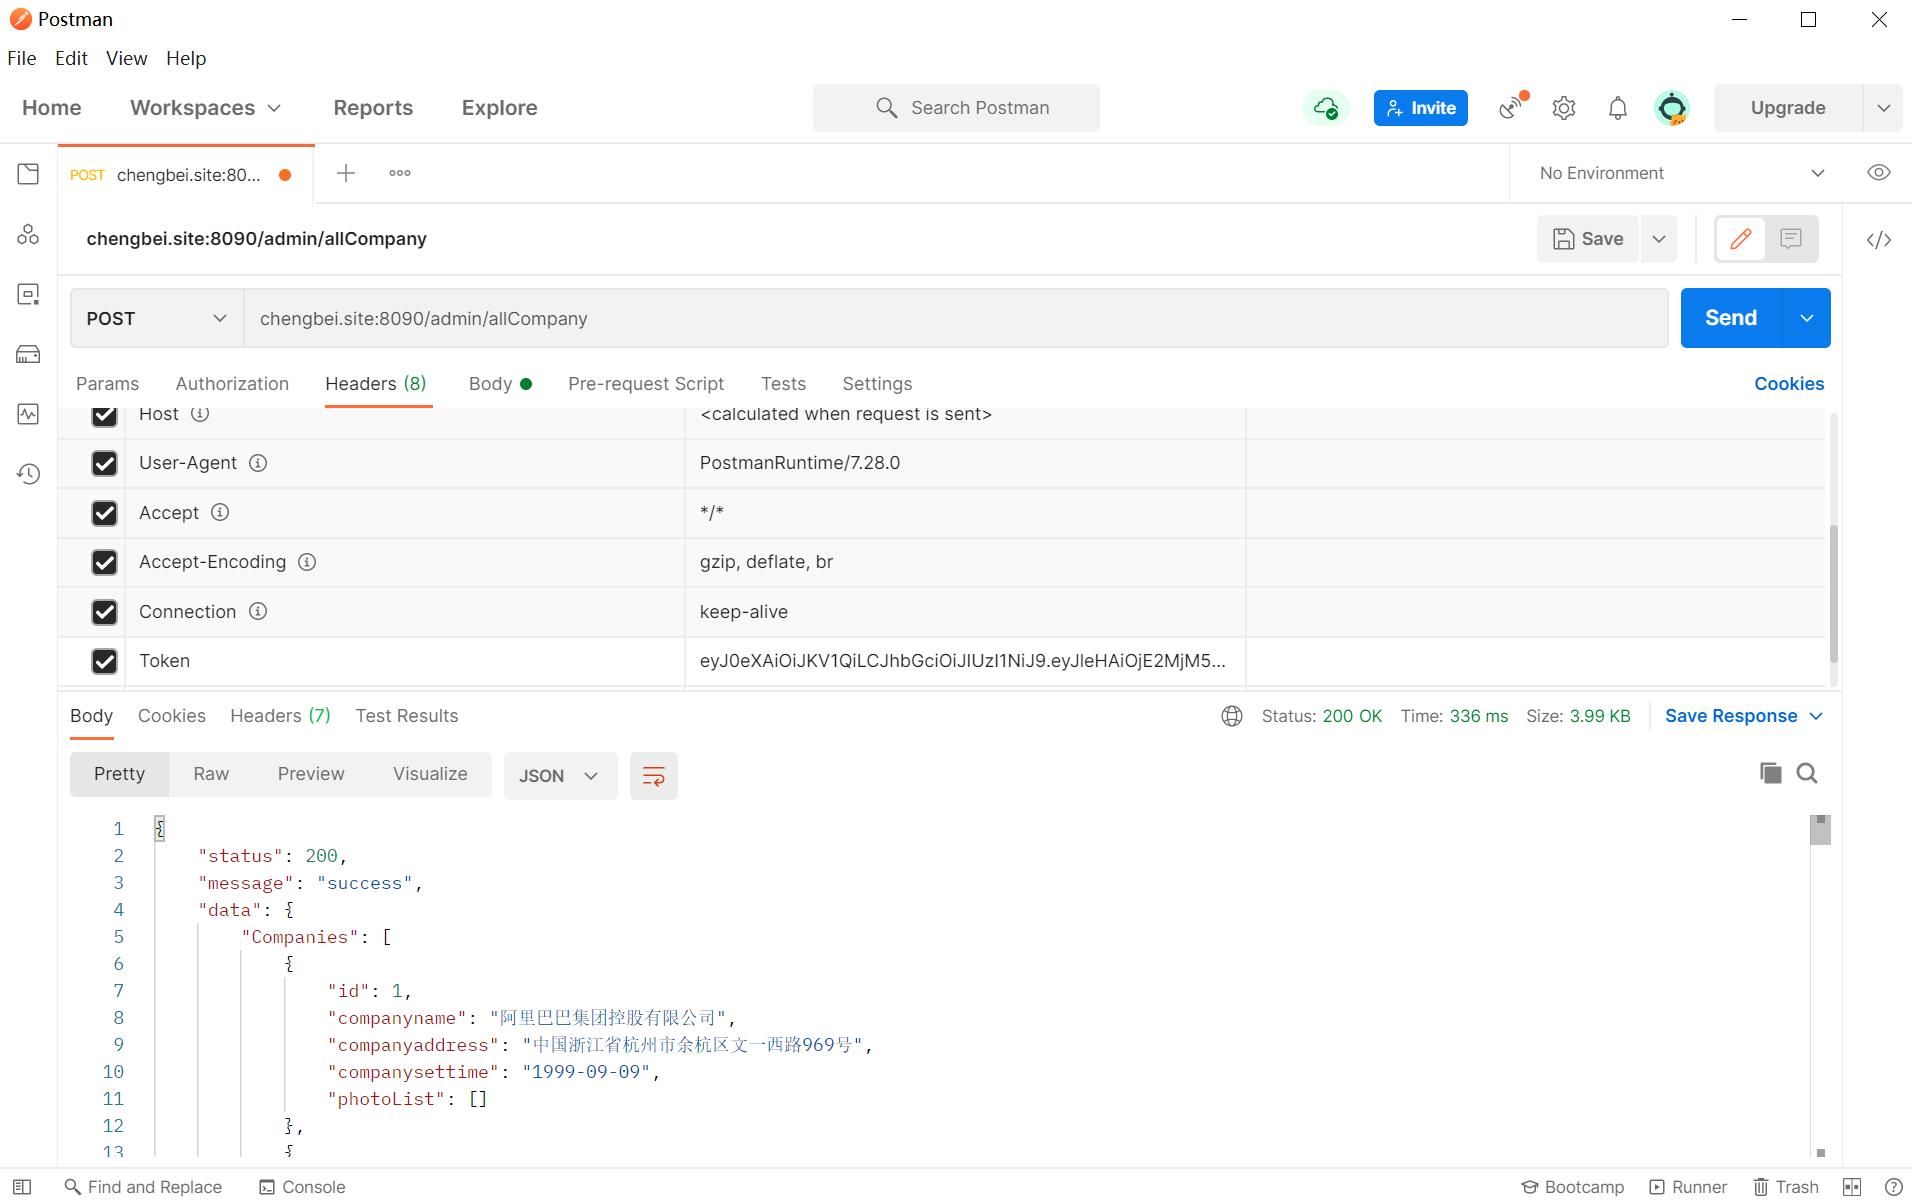 Postman
File Edit View Help
Home Workspaces Reports Explore Search Postman Invite Upgrade
POST chengbei.site:80... No Environment
chengbei.site:8090/admin/allCompany Save
POST chengbei.site:8090/admin/allCompany Send
Params Authorization Headers (8) Body Pre-request Script Tests Settings Cookies
Host <calculated when request is sent>
User-Agent PostmanRuntime/7.28.0
Accept */*
Accept-Encoding gzip, deflate, br
Connection keep-alive
Token eyJ0eXAiOiJKV1QiLCJhbGciOiJIUzI1NiJ9.eyJleHAiOjE2MjM5...
Body Cookies Headers (7) Test Results Status: 200 OK Time: 336 ms Size: 3.99 KB Save Response
Pretty Raw Preview Visualize JSON
1 {
2 "status": 200,
3 "message": "success",
4 "data": {
5 "Companies": [
6 {
7 "id": 1,
8 "companyname": "阿里巴巴集团控股有限公司",
9 "companyaddress": "中国浙江省杭州市余杭区文一西路969号",
10 "companysettime": "1999-09-09",
11 "photoList": []
12 },
13 {
Find and Replace Console Bootcamp Runner Trash